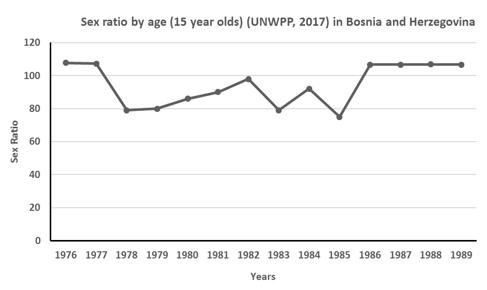 Sex ratio by age (15 year olds) (UNWPP, 2017) in Bosnia and Herzegovina
120
100
80
60
40
20
0
Sex Ratio
1976 1977 1978 1979 1980 1981 1982 1983 1984 1985 1986 1987 1988 1989
Years